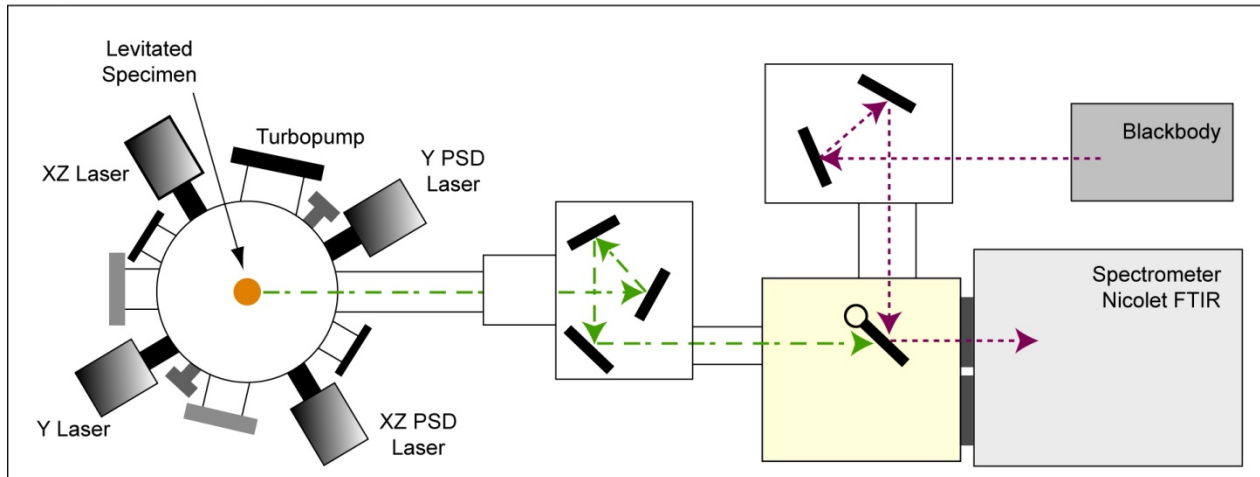 Levitated
Specimen
XZ Laser
Turbopump
Y PSD
Laser
Blackbody
Spectrometer
Nicolet FTIR
Y Laser
XZ PSD
Laser